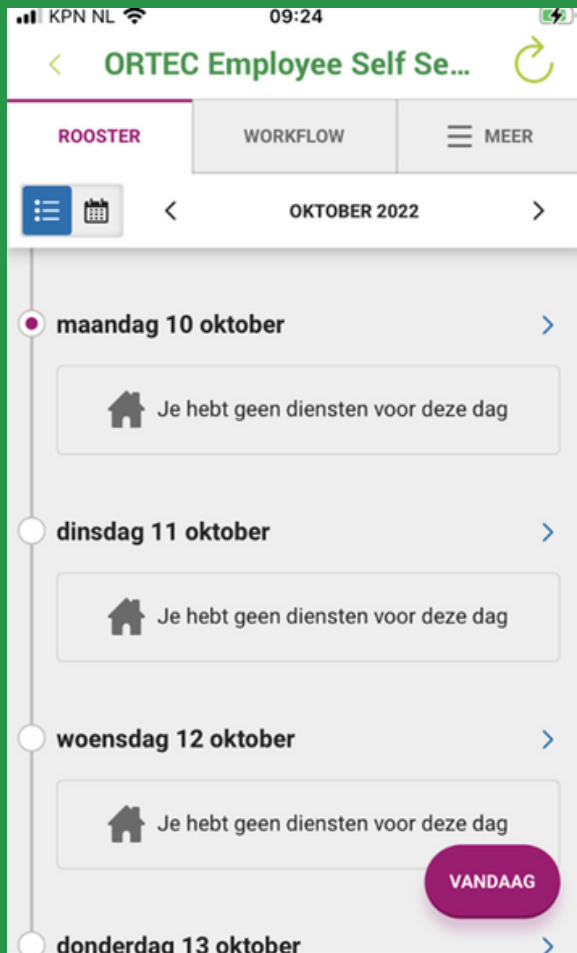 KPN NL 09:24
ORTEC Employee Self Se...
ROOSTER WORKFLOW MEER
OKTOBER 2022
maandag 10 oktober
Je hebt geen diensten voor deze dag
dinsdag 11 oktober
Je hebt geen diensten voor deze dag
woensdag 12 oktober
Je hebt geen diensten voor deze dag
VANDAAG
donderdag 13 oktober